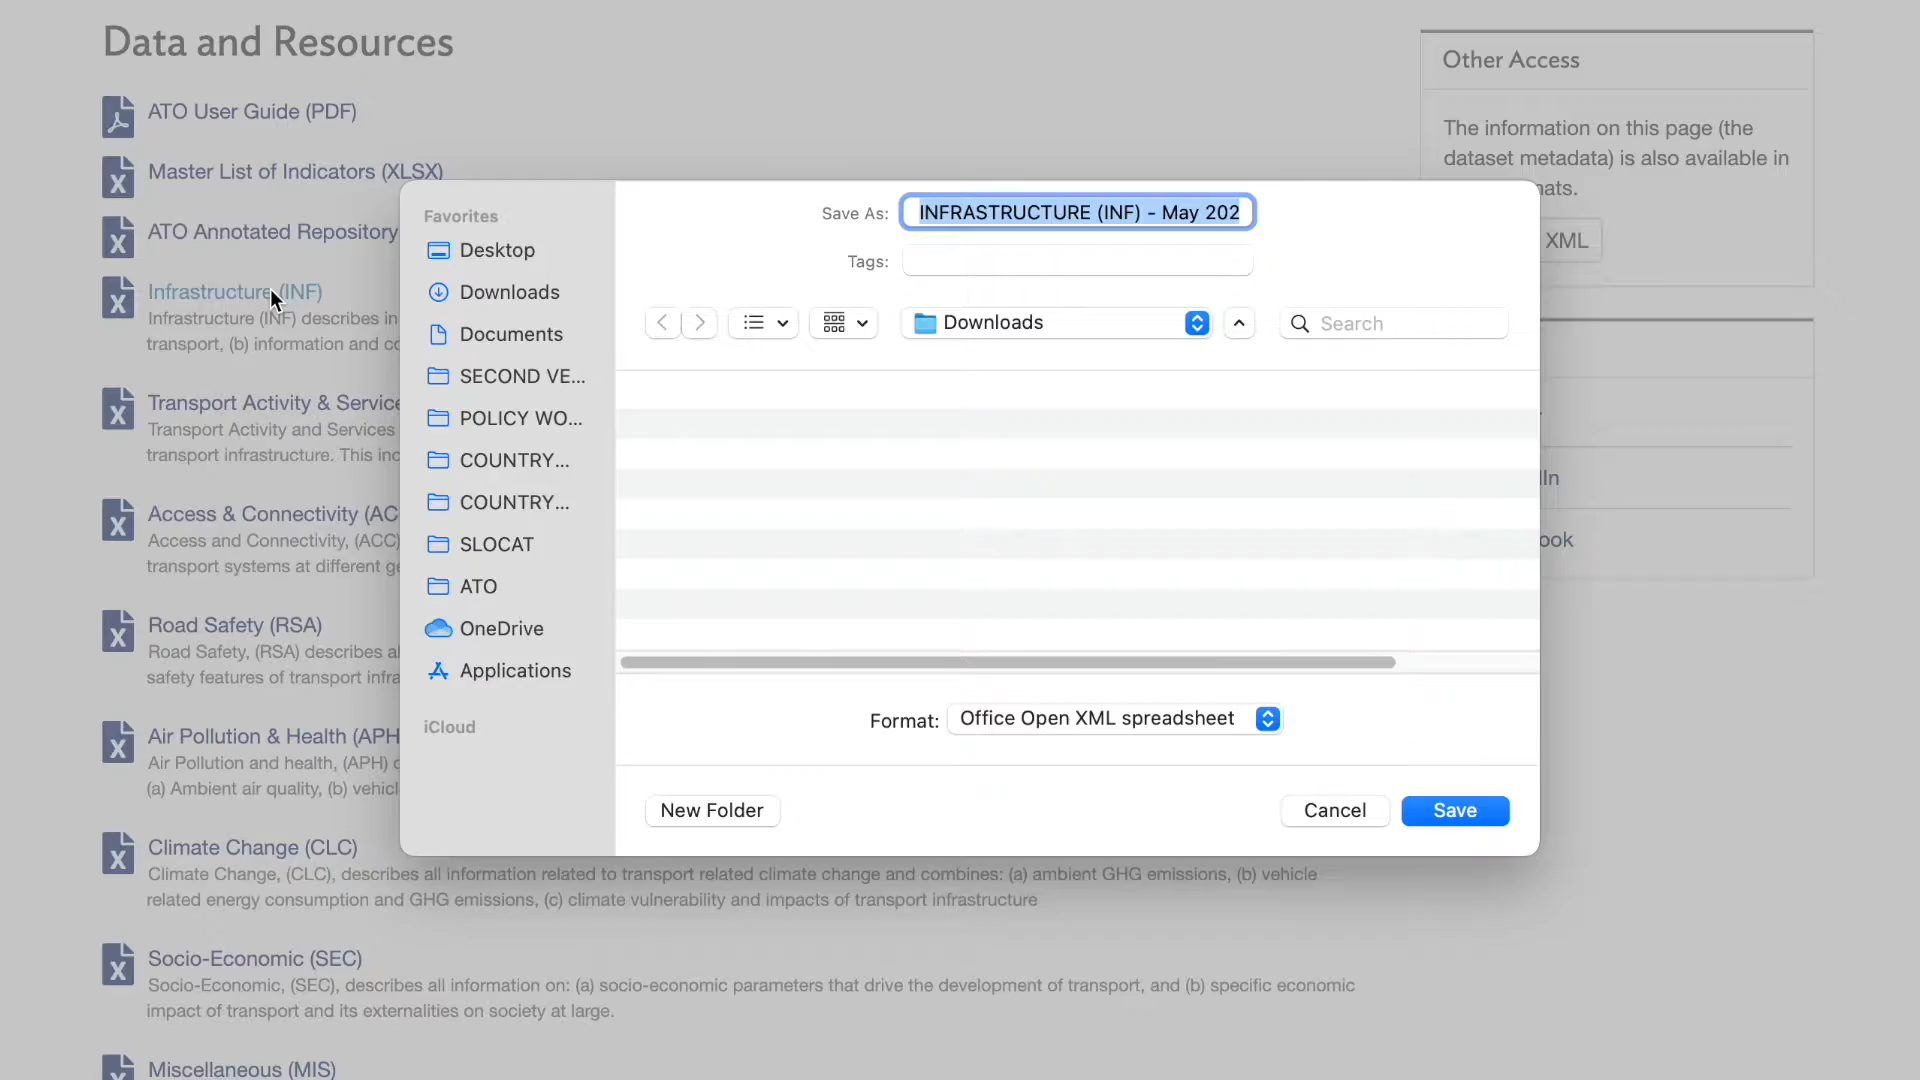 Data and Resources
ATO User Guide (PDF)
Master List of Indicators (XLSX)
ATO Annotated Repository
Infrastructure (INF)
Infrastructure (INF) describes in
transport, (b) information and
Transport Activity &
Transport Activity and Services
transport infrastructure. This
Access & Connectivity
Access and Connectivity, (ACC)
transport systems at different
Road Safety (RSA)
Road Safety, (RSA) describes
safety features of transport
Air Pollution & Health (APH
Air Pollution and health, (APH)
(a) Ambient air quality, (b)
Climate Change (CLC)
Climate Change, (CLC), describes all information related to transport related climate change and combines: (a) ambient GHG emissions, (b) vehicle
related energy consumption and GHG emissions, (c) climate vulnerability and impacts of transport infrastructure
Socio-Economic (SEC)
Socio-Economic, (SEC), describes all information on: (a) socio-economic parameters that drive the development of transport, and (b) specific economic
impact of transport and its externalities on society at large.
Miscellaneous (MIS)
Favorites
Desktop
Downloads
Documents
SECOND VE...
POLICY WO...
COUNTRY...
COUNTRY...
SLOCAT
ATO
OneDrive
Applications
iCloud
Save As: INFRASTRUCTURE (INF) - May 202
Tags:
Downloads
Search
Format: Office Open XML spreadsheet
New Folder
Cancel
Save
Other Access
The information on this page (the
dataset metadata) is also available in
XML